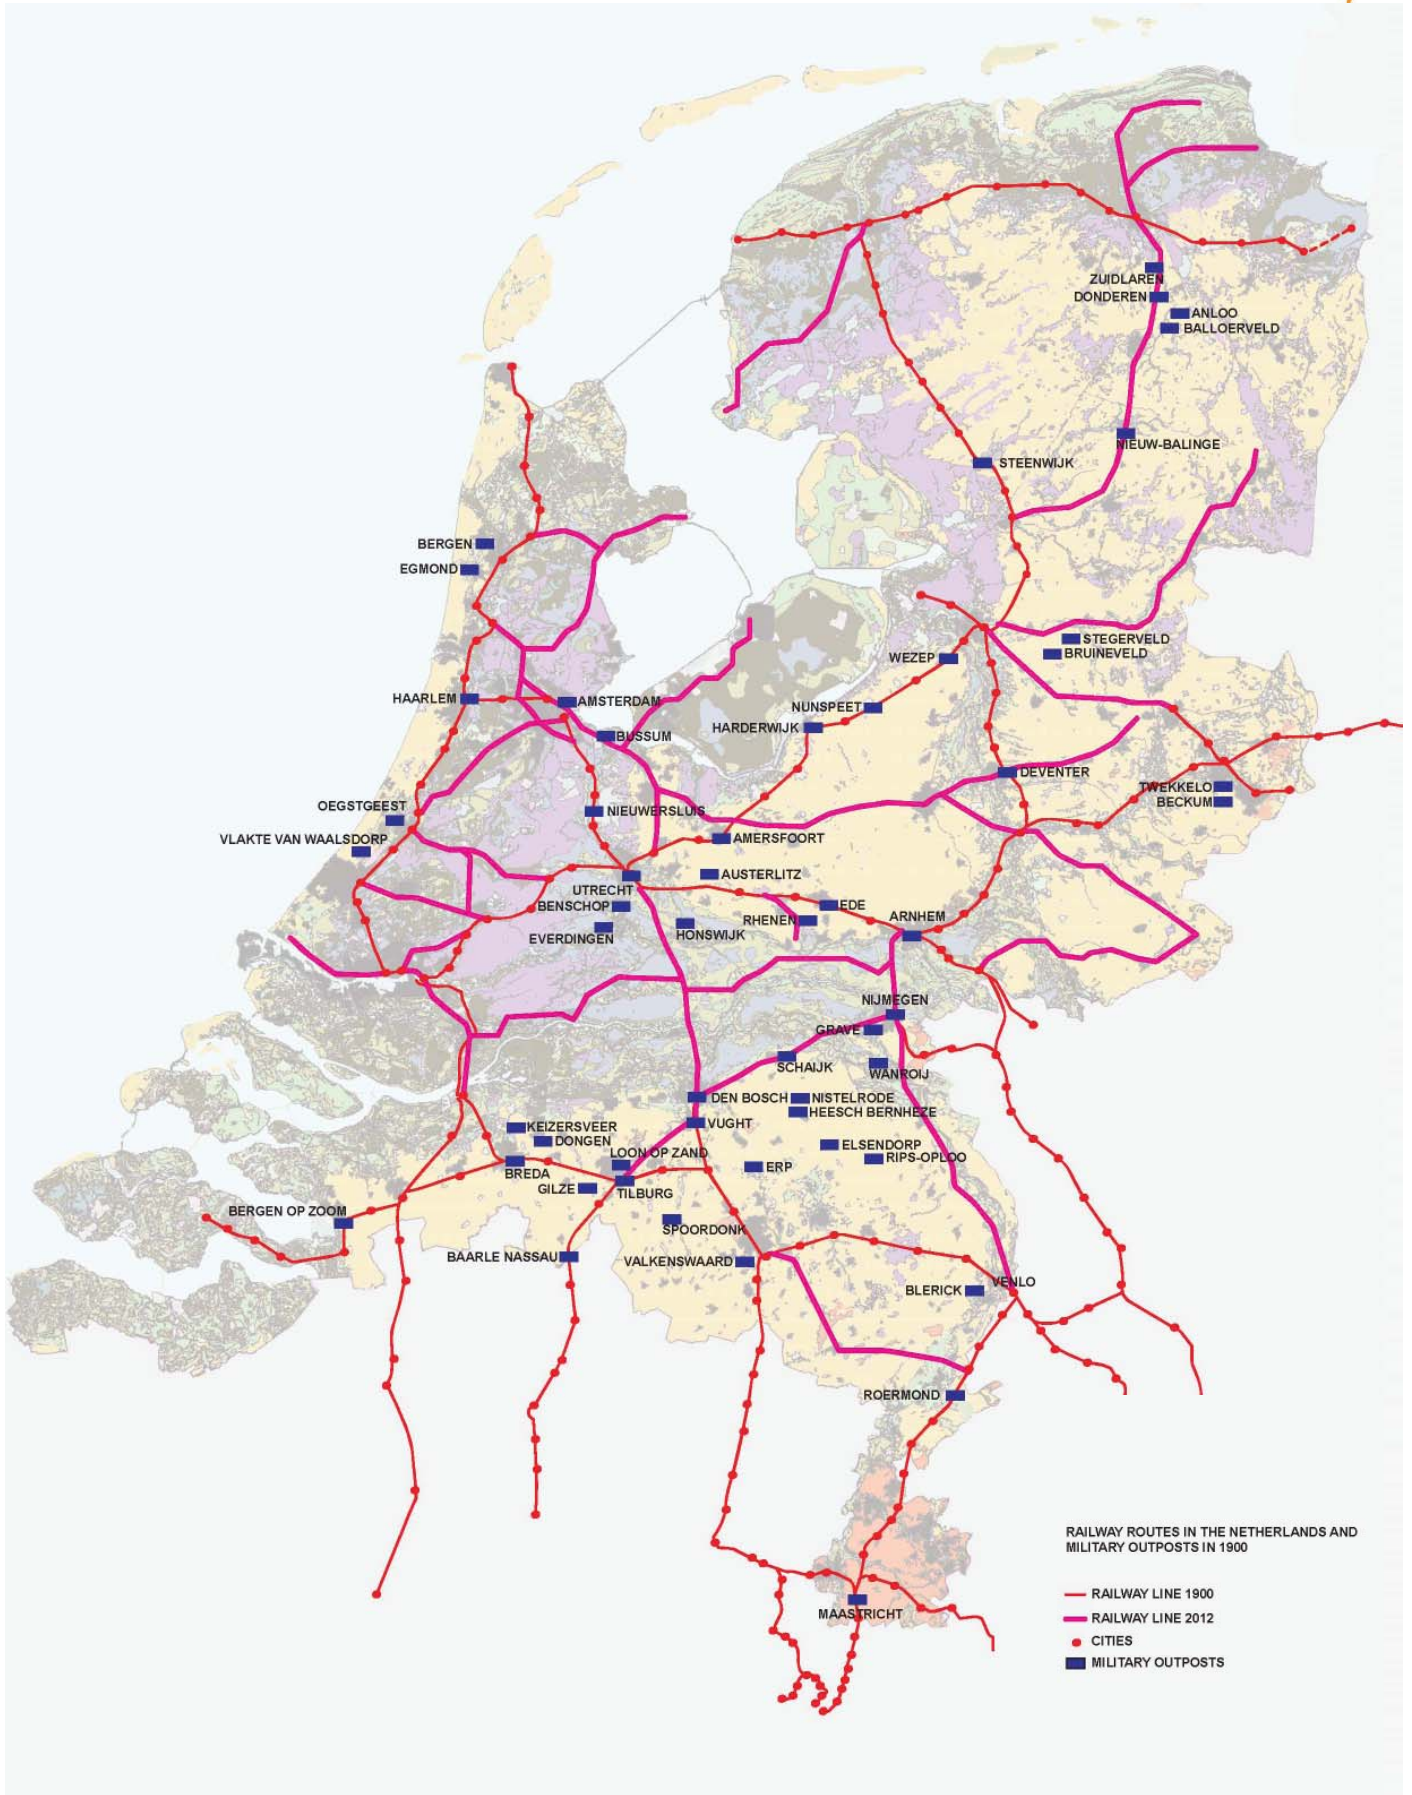 ZUIDLAREN
DONDEREN
ANLOO
BALLOERVELD
NIEUW-BALINGE
STEENWIJK
BERGEN
EGMOND
STEGERVELD
BRUINEVELD
WEZEP
HAARLEM
AMSTERDAM
NUNSPEET
HARDERWIJK
BUSSUM
DEVENTER
TWEKKELO
BECKUM
OEGSTGEEST
NIEUWERSLUIS
VLAKTE VAN WAALSDORP
AMERSFOORT
AUSTERLITZ
UTRECHT
BENSCHOP
EDE
RHENEN
ARNHEM
EVERDINGEN
HONSWIJK
NIJMEGEN
GRAVE
SCHAIJK
WANROIJ
DEN BOSCH
NISTELRODE
HEESCH BERNHEZE
VUGHT
KEIZERSVEER
DONGEN
ELSENDORP
RIPS-OPLOO
LOON OP ZAND
ERP
BREDA
GILZE
TILBURG
BERGEN OP ZOOM
SPOORDONK
BAARLE NASSAU
VALKENSWAARD
BLERICK
VENLO
ROERMOND
MAASTRICHT
RAILWAY ROUTES IN THE NETHERLANDS AND
MILITARY OUTPOSTS IN 1900
RAILWAY LINE 1900
RAILWAY LINE 2012
CITIES
MILITARY OUTPOSTS